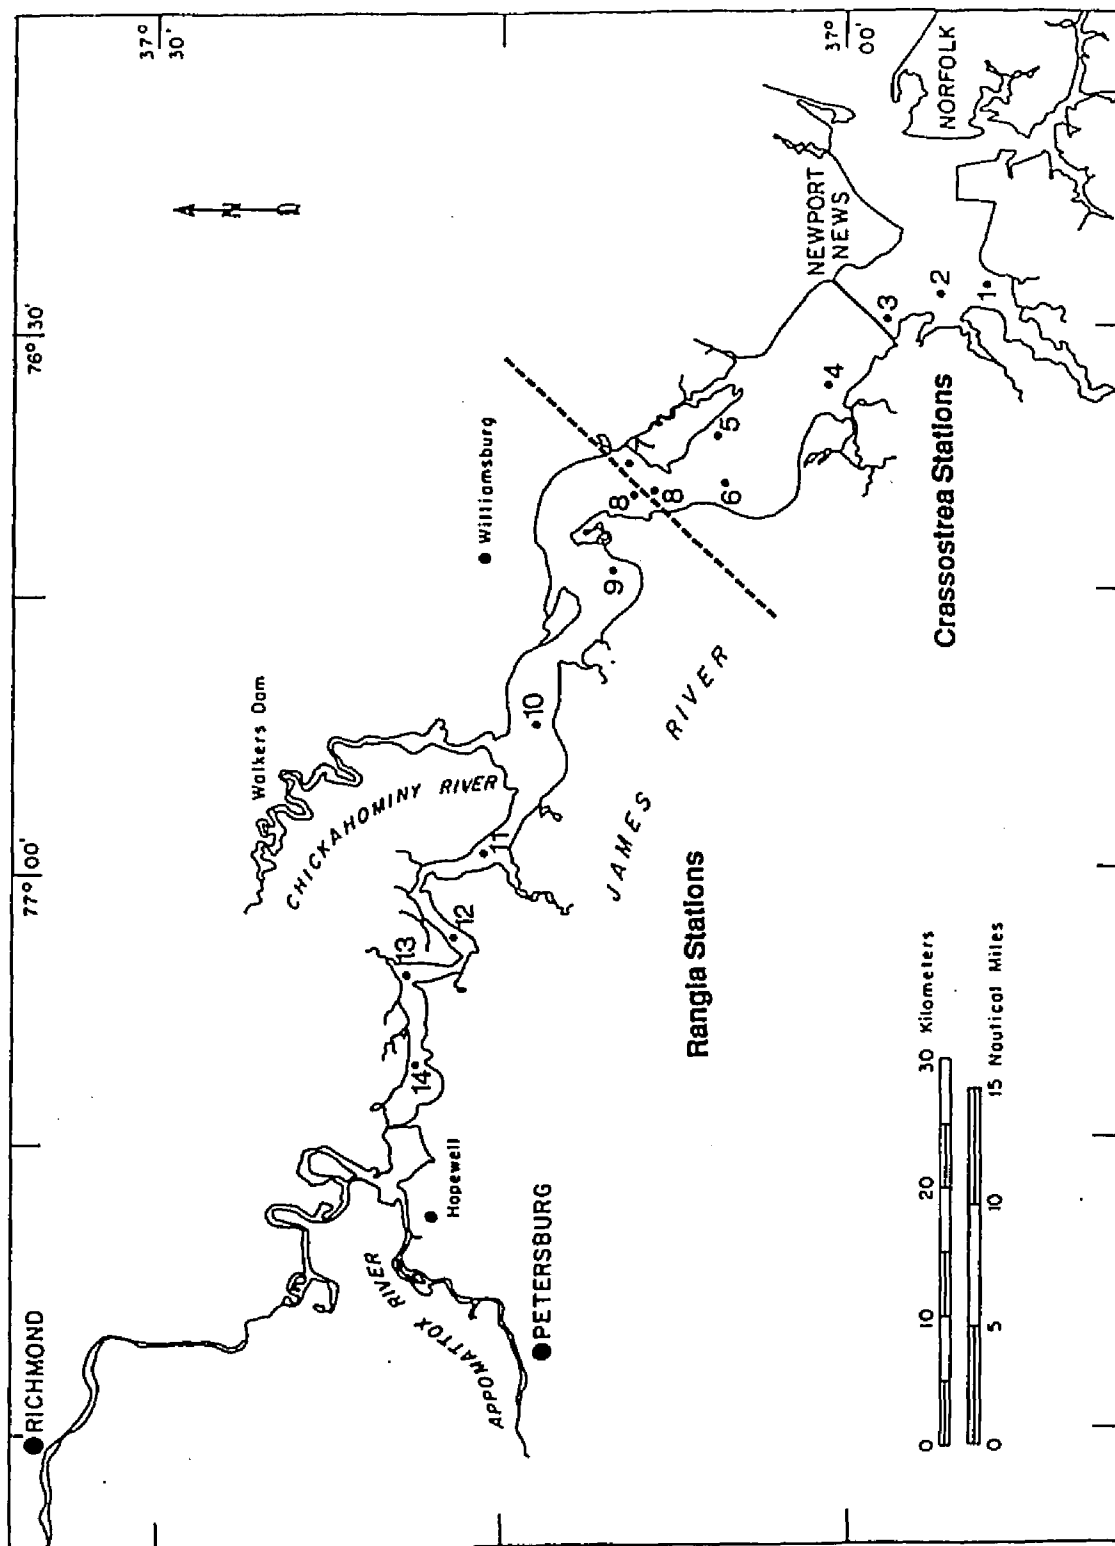 RICHMOND
37°
30'
37°
00'
76° 30'
77° 00'
N
Walkers Dam
CHICKAHOMINY RIVER
Williamsburg
NEWPORT
NEWS
NORFOLK
Hopewell
APPOMATTOX RIVER
PETERSBURG
JAMES RIVER
14
13
12
11
10
9
8
8
6
5
4
3
2
1
Rangia Stations
Crassostrea Stations
0 10 20 30 Kilometers
0 5 10 15 Nautical Miles